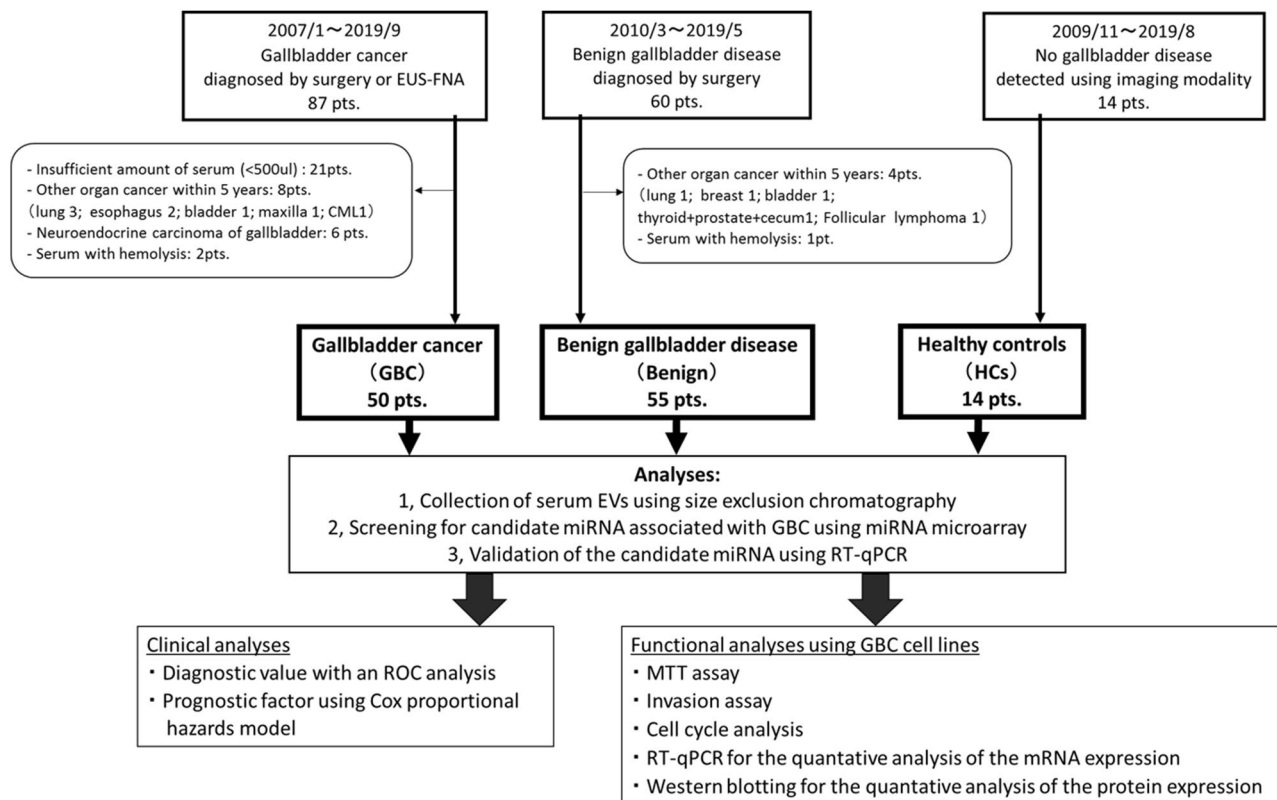 2007/1～2019/9
Gallbladder cancer
diagnosed by surgery or EUS-FNA
87 pts.
2010/3～2019/5
Benign gallbladder disease
diagnosed by surgery
60 pts.
2009/11～2019/8
No gallbladder disease
detected using imaging modality
14 pts.
- Insufficient amount of serum (<500ul) : 21pts.
- Other organ cancer within 5 years: 8pts.
（lung 3; esophagus 2; bladder 1; maxilla 1; CML1）
- Neuroendocrine carcinoma of gallbladder: 6 pts.
- Serum with hemolysis: 2pts.
- Other organ cancer within 5 years: 4pts.
（lung 1; breast 1; bladder 1;
thyroid+prostate+cecum1; Follicular lymphoma 1）
- Serum with hemolysis: 1pt.
Gallbladder cancer
（GBC）
50 pts.
Benign gallbladder disease
（Benign）
55 pts.
Healthy controls
（HCs）
14 pts.
Analyses:
1, Collection of serum EVs using size exclusion chromatography
2, Screening for candidate miRNA associated with GBC using miRNA microarray
3, Validation of the candidate miRNA using RT-qPCR
Clinical analyses
・Diagnostic value with an ROC analysis
・Prognostic factor using Cox proportional
hazards model
Functional analyses using GBC cell lines
・MTT assay
・Invasion assay
・Cell cycle analysis
・RT-qPCR for the quantative analysis of the mRNA expression
・Western blotting for the quantative analysis of the protein expression